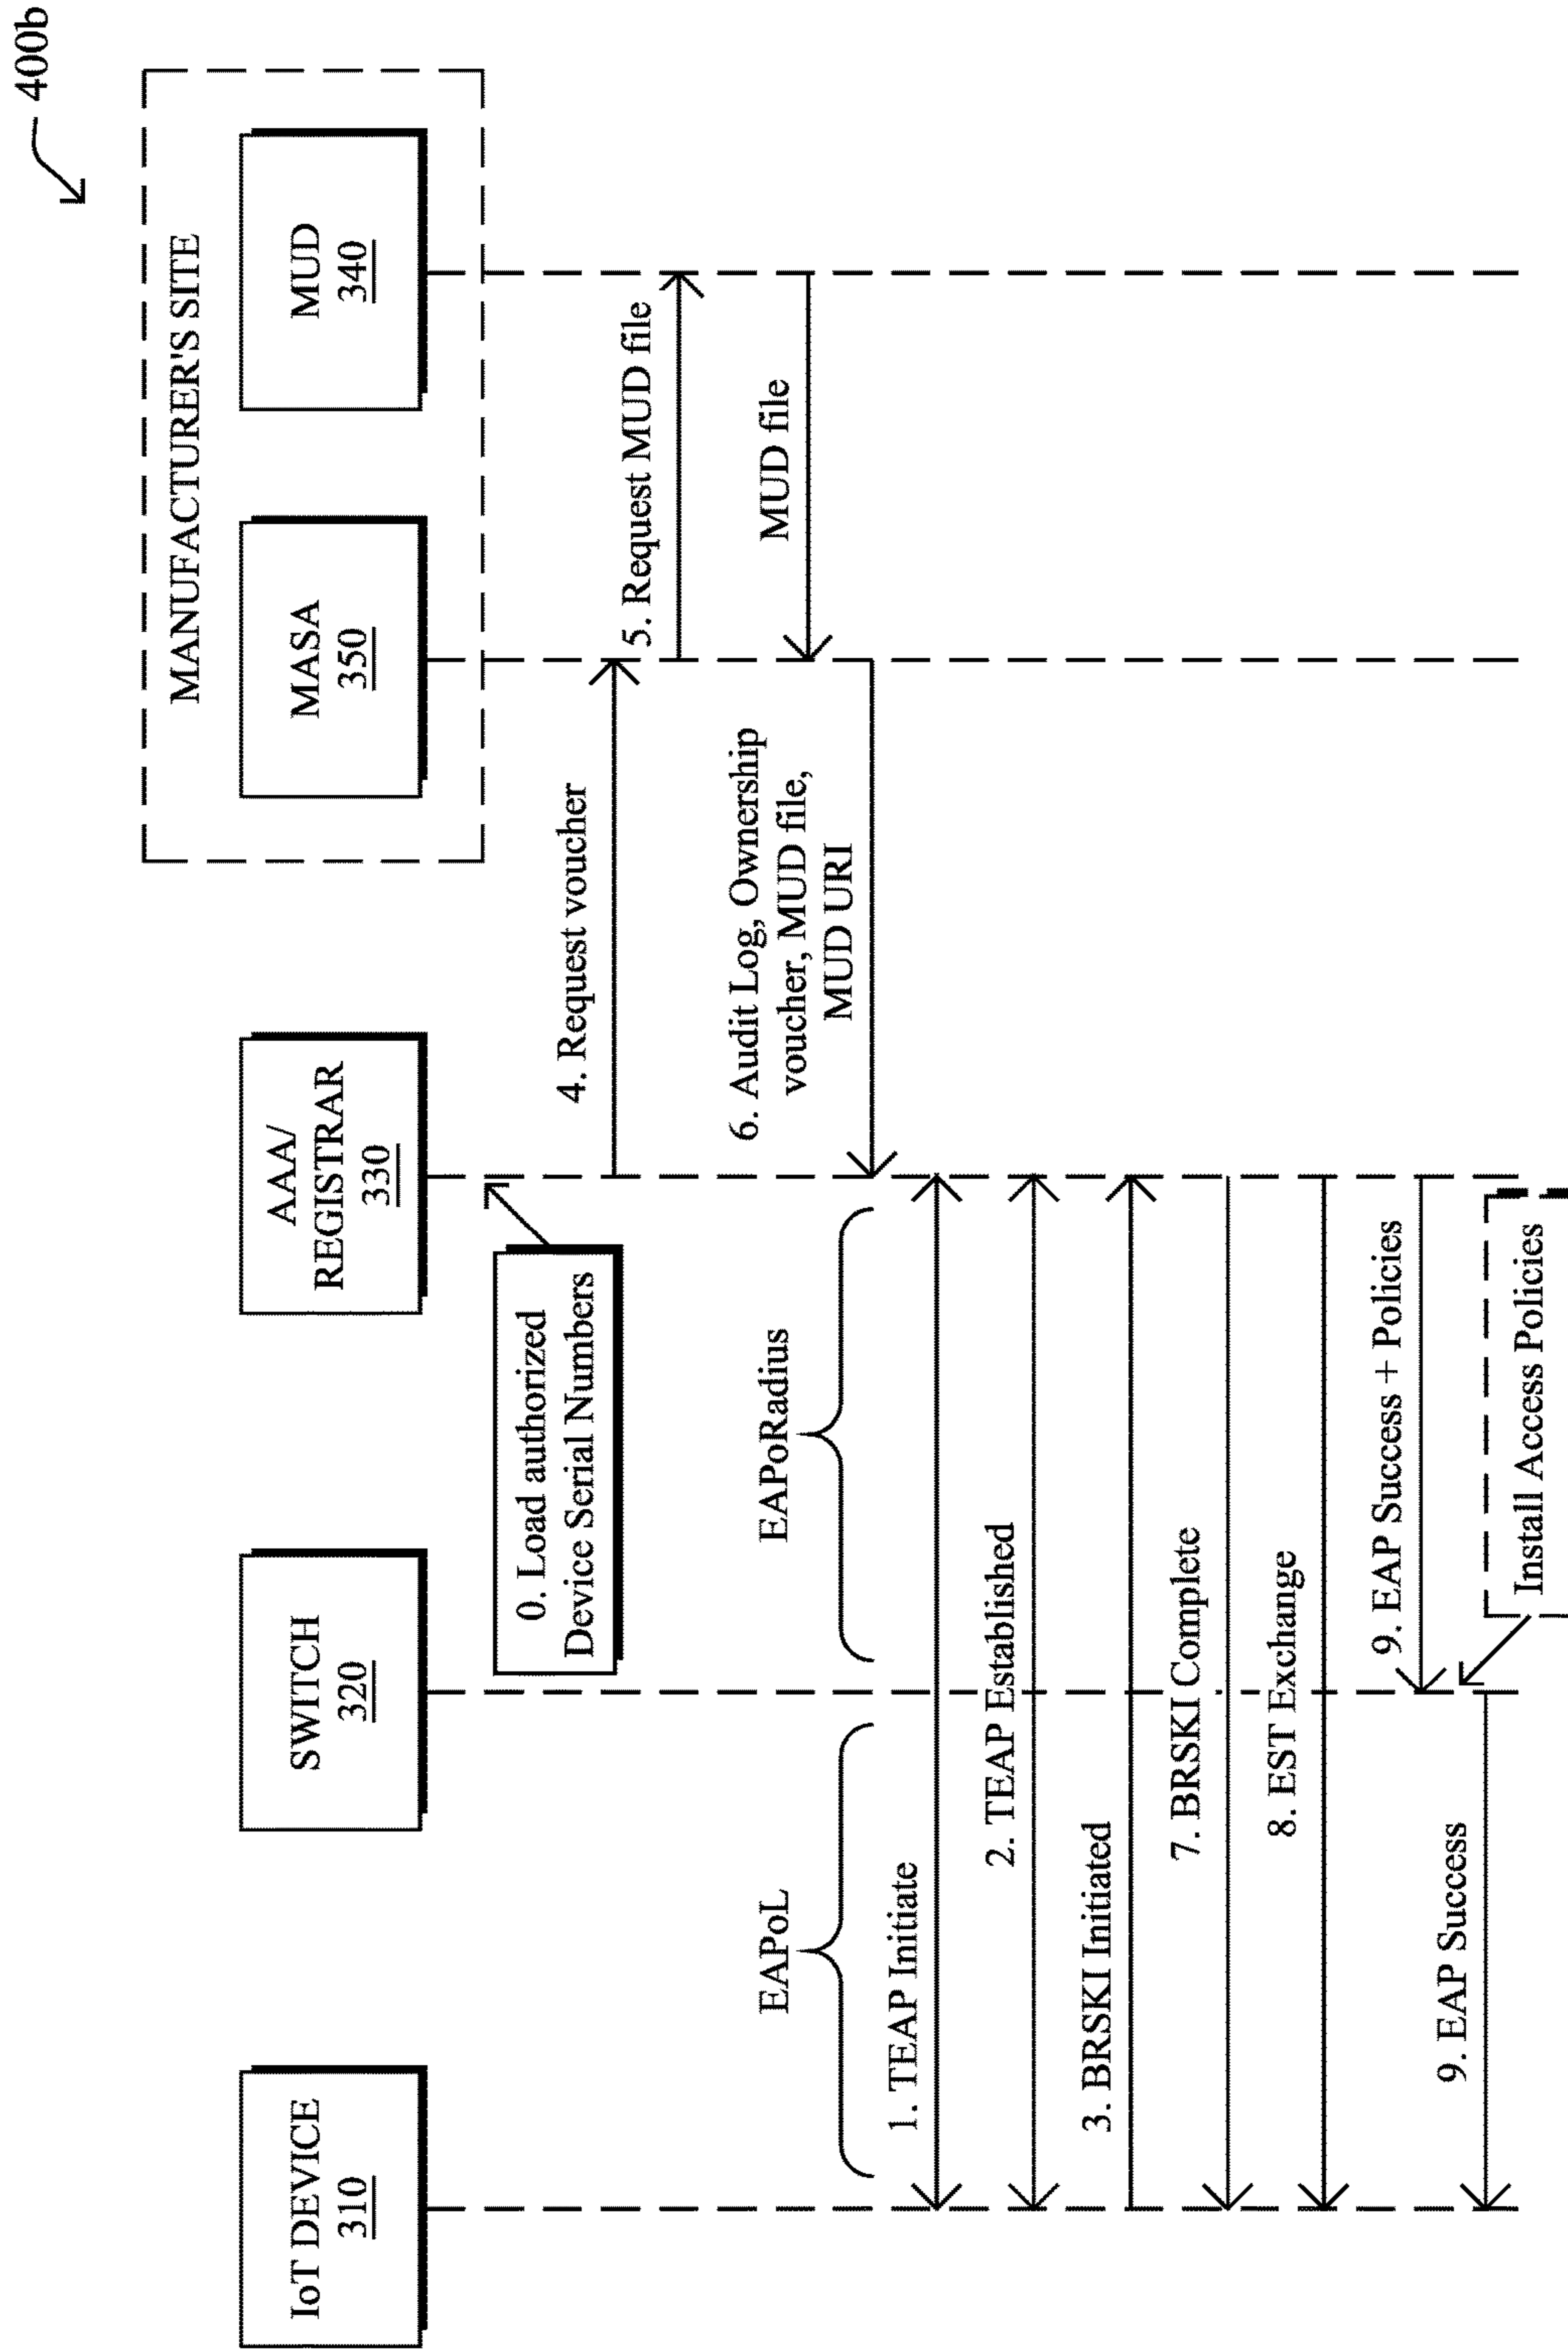 400b
MANUFACTURER'S SITE
IoT DEVICE
310
SWITCH
320
AAA/
REGISTRAR
330
MASA
350
MUD
340
0. Load authorized
Device Serial Numbers
4. Request voucher
5. Request MUD file
MUD file
6. Audit Log, Ownership
voucher, MUD file,
MUD URI
EAPoL
EAPoRadius
1. TEAP Initiate
2. TEAP Established
3. BRSKI Initiated
7. BRSKI Complete
8. EST Exchange
9. EAP Success + Policies
9. EAP Success
Install Access Policies